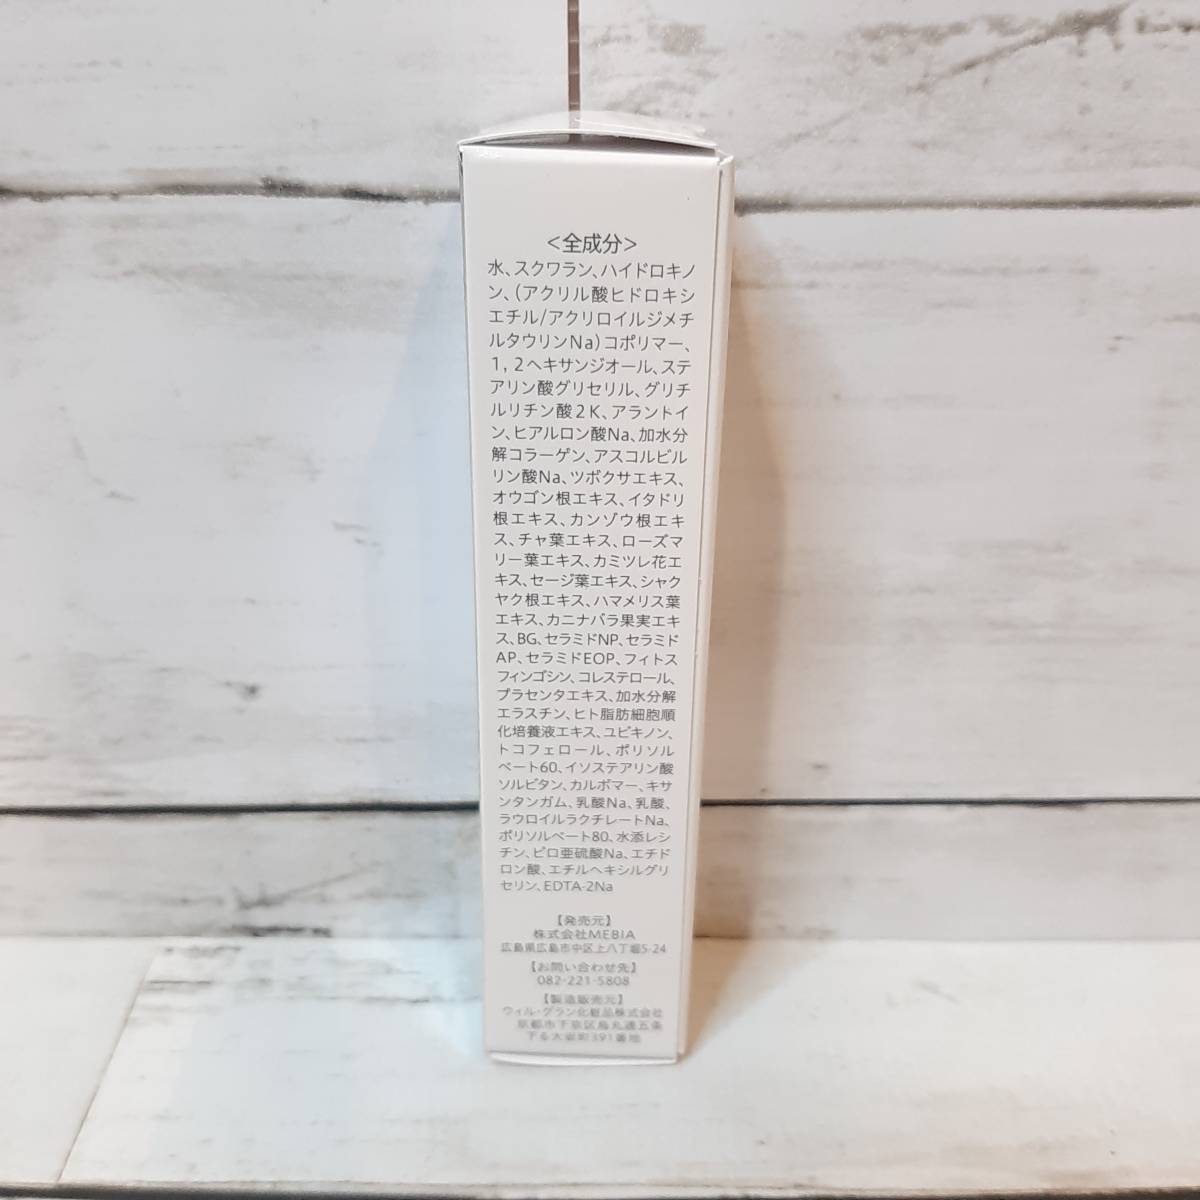 <全成分>
水、スクワラン、ハイドロキノ
ン、(アクリル酸ヒドロキシ
エチル/アクリロイルジメチ
ルタウリンNa)コポリマー、
1,2ヘキサンジオール、ステ
アリン酸グリセリル、グリチ
ルリチン酸2K、アラントイ
ン、ヒアルロン酸Na、加水分
解コラーゲン、アスコルビル
リン酸Na、ツボクサエキス、
オウゴン根エキス、イタドリ
根エキス、カンゾウ根エキ
ス、チャ葉エキス、ローズマ
リー葉エキス、カミツレ花エ
キス、セージ葉エキス、シャク
ヤク根エキス、ハマメリス葉
エキス、カニナバラ果実エキ
ス、BG、セラミドNP、セラミド
AP、セラミドEOP、フィトス
フィンゴシン、コレステロール、
プラセンタエキス、加水分解
エラスチン、ヒト脂肪細胞順
化培養液エキス、ユビキノン、
トコフェロール、ポリソル
ベート60、イソステアリン酸
ソルビタン、カルボマー、キサ
ンタンガム、乳酸Na、乳酸、
ラウロイルラクチレートNa、
ポリソルベート80、水添レシ
チン、ピロ亜硫酸Na、エチド
ロン酸、エチルヘキシルグリ
セリン、EDTA-2Na
【発売元】
株式会社MEBIA
広島県広島市中区上八丁堀5-24
【お問い合わせ先】
082-221-5808
【製造販売元】
ウィル・グラン化粧品株式会社
京都市下京区烏丸通五条
下る大坂町391番地